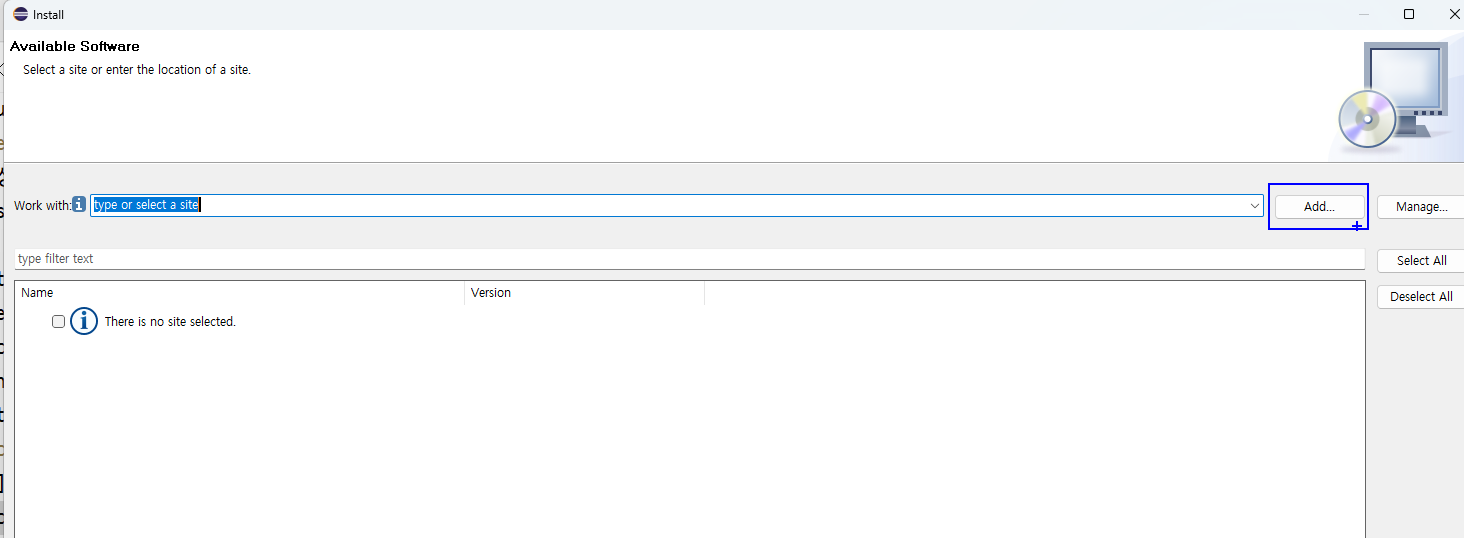 Install
Available Software
Select a site or enter the location of a site.
Work with: type or select a site Add... Manage...
type filter text Select All
Name Version Deselect All
There is no site selected.